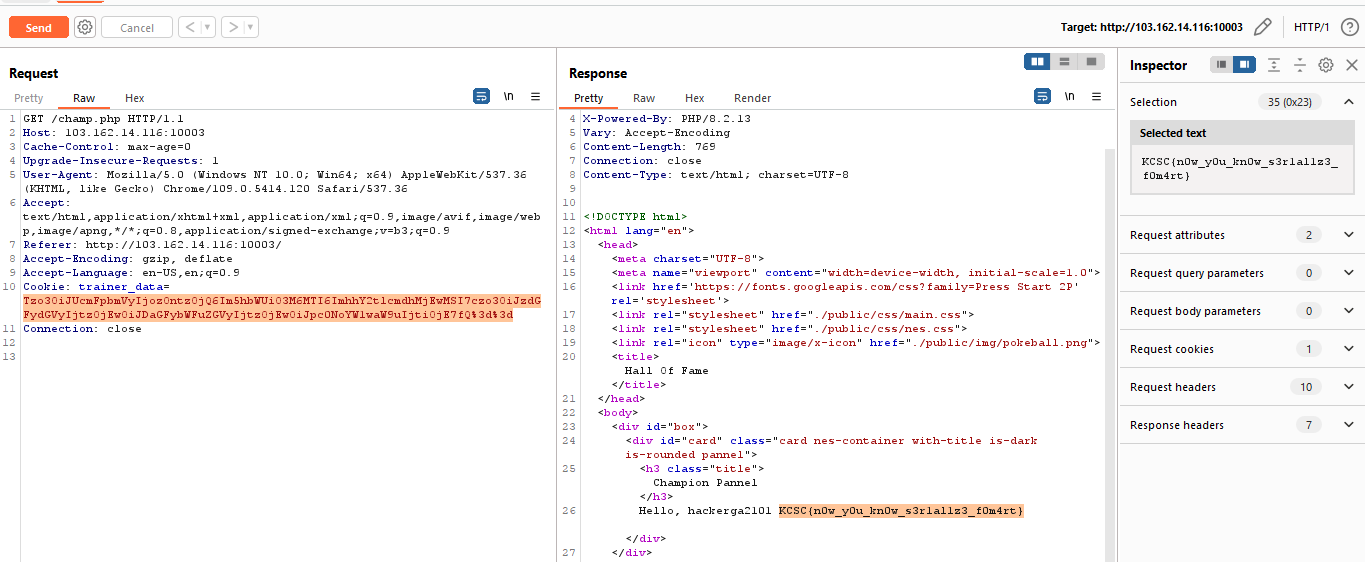 Send
Cancel
Target: http://103.162.14.116:10003
HTTP/1
Request
Pretty
Raw
Hex
\n
1 GET /champ.php HTTP/1.1
2 Host: 103.162.14.116:10003
3 Cache-Control: max-age=0
4 Upgrade-Insecure-Requests: 1
5 User-Agent: Mozilla/5.0 (Windows NT 10.0; Win64; x64) AppleWebKit/537.36
(KHTML, like Gecko) Chrome/109.0.5414.120 Safari/537.36
6 Accept:
text/html,application/xhtml+xml,application/xml;q=0.9,image/avif,image/web
p,image/apng,*/*;q=0.8,application/signed-exchange;v=b3;q=0.9
7 Referer: http://103.162.14.116:10003/
8 Accept-Encoding: gzip, deflate
9 Accept-Language: en-US,en;q=0.9
10 Cookie: trainer_data=
11 Connection: close
12
13
Response
Pretty
Raw
Hex
Render
\n
4 X-Powered-By: PHP/8.2.13
5 Vary: Accept-Encoding
6 Content-Length: 769
7 Connection: close
8 Content-Type: text/html; charset=UTF-8
9
10
11 <!DOCTYPE html>
12 <html lang="en">
13 <head>
14 <meta charset="UTF-8">
15 <meta name="viewport" content="width=device-width, initial-scale=1.0">
16 <link href='https://fonts.googleapis.com/css?family=Press Start 2P'
rel='stylesheet'>
17 <link rel="stylesheet" href="./public/css/main.css">
18 <link rel="stylesheet" href="./public/css/nes.css">
19 <link rel="icon" type="image/x-icon" href="./public/img/pokeball.png">
20 <title>
Hall Of Fame
</title>
21 </head>
22 <body>
23 <div id="box">
24 <div id="card" class="card nes-container with-title is-dark
is-rounded pannel">
25 <h3 class="title">
Champion Pannel
</h3>
26 Hello, hackerga2101 KCSC{n0w_y0u_kn0w_s3r1al1z3_f0m4rt}
</div>
27 </div>
Inspector
Selection
35 (0x23)
Selected text
KCSC{n0w_y0u_kn0w_s3r1al1z3_
f0m4rt}
Request attributes
2
Request query parameters
0
Request body parameters
0
Request cookies
1
Request headers
10
Response headers
7